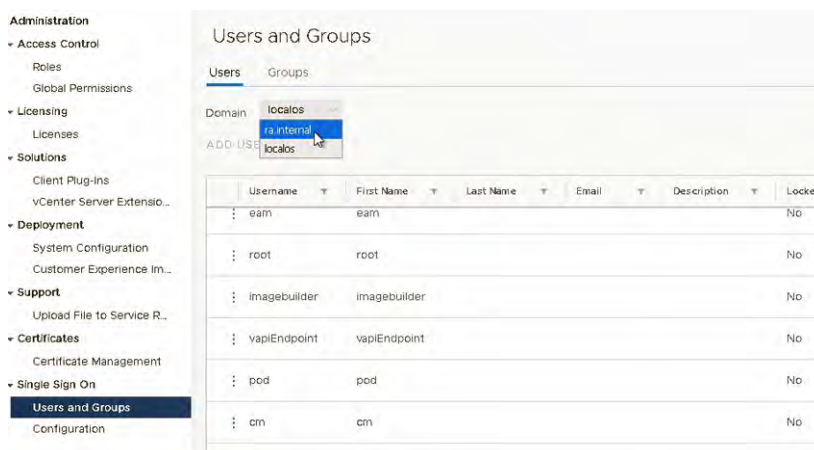 Administration
Access Control
Roles
Global Permissions
Licensing
Licenses
Solutions
Client Plug-Ins
vCenter Server Extensio...
Deployment
System Configuration
Customer Experience Im...
Support
Upload File to Service R...
Certificates
Certificate Management
Single Sign On
Users and Groups
Configuration
Users and Groups
Users Groups
Domain localos
ra.internal
localos
ADD USE
Username First Name Last Name Email Description Locke
eam eam No
root root No
imagebuilder imagebuilder No
vapiEndpoint vapiEndpoint No
pod pod No
cm cm No